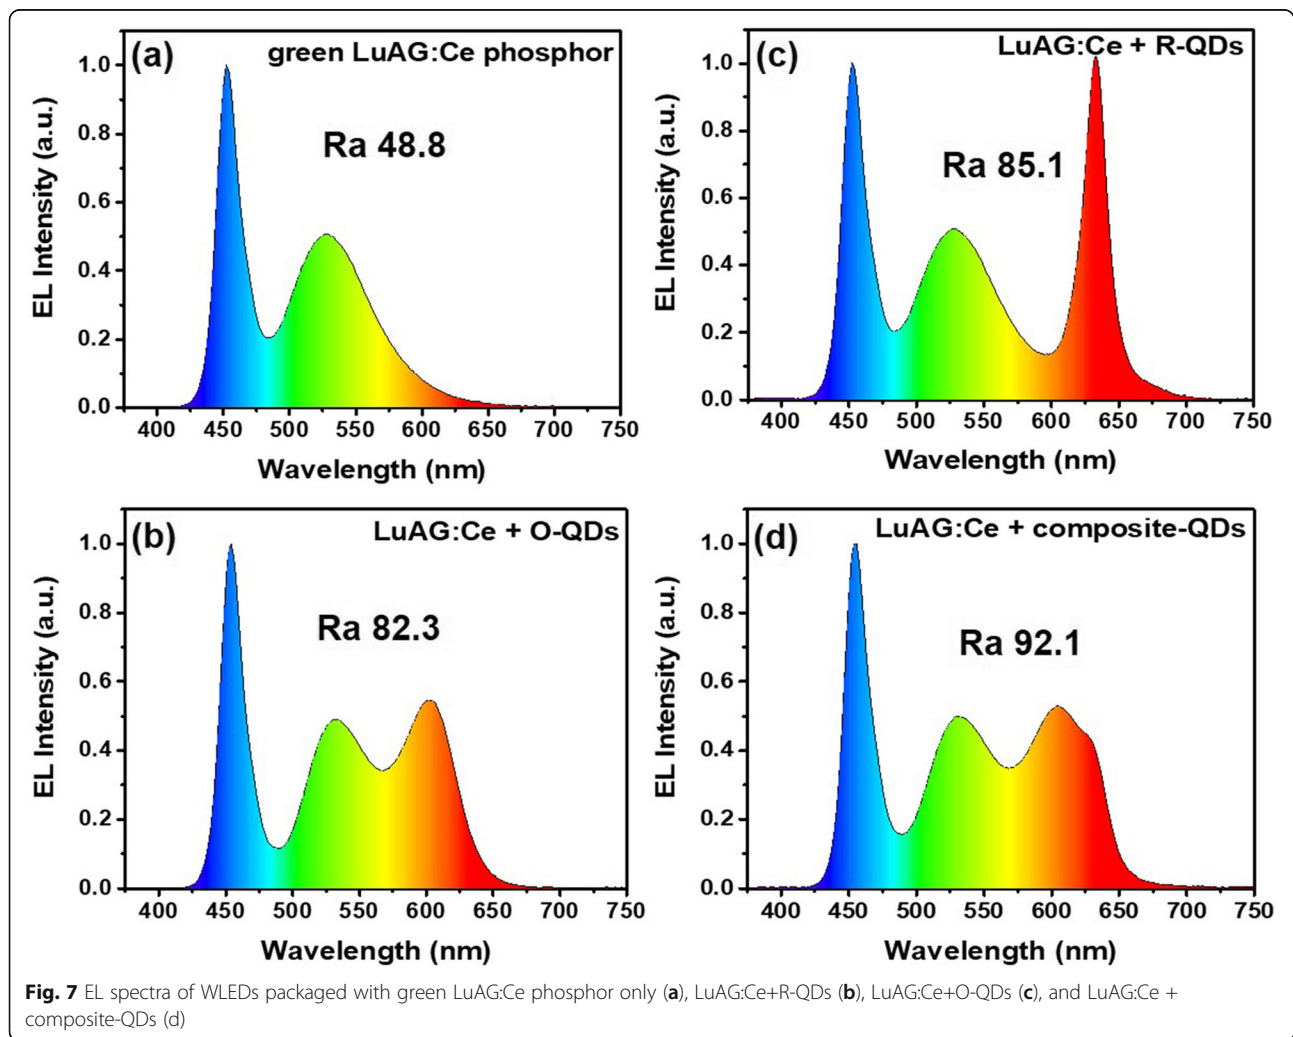 (a)
green LuAG:Ce phosphor
Ra 48.8
EL Intensity (a.u.)
1.0
0.8
0.6
0.4
0.2
0.0
400 450 500 550 600 650 700 750
Wavelength (nm)
(c)
LuAG:Ce + R-QDs
Ra 85.1
EL Intensity (a.u.)
1.0
0.8
0.6
0.4
0.2
0.0
400 450 500 550 600 650 700 750
Wavelength (nm)
(b)
LuAG:Ce + O-QDs
Ra 82.3
EL Intensity (a.u.)
1.0
0.8
0.6
0.4
0.2
0.0
400 450 500 550 600 650 700 750
Wavelength (nm)
(d)
LuAG:Ce + composite-QDs
Ra 92.1
EL Intensity (a.u.)
1.0
0.8
0.6
0.4
0.2
0.0
400 450 500 550 600 650 700 750
Wavelength (nm)
Fig. 7 EL spectra of WLEDs packaged with green LuAG:Ce phosphor only (a), LuAG:Ce+R-QDs (b), LuAG:Ce+O-QDs (c), and LuAG:Ce +
composite-QDs (d)